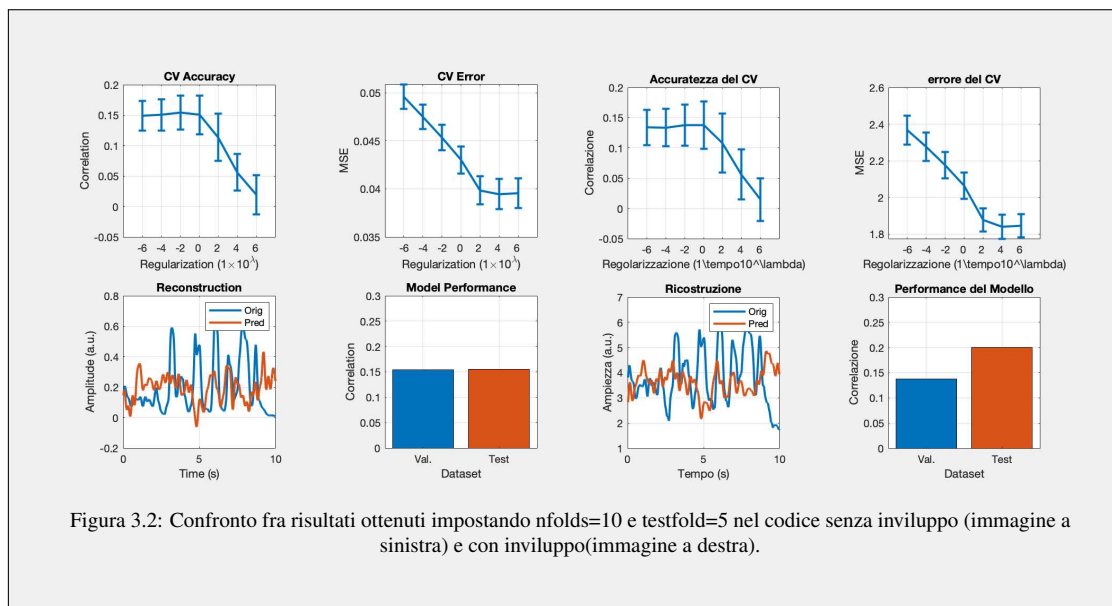 CV Accuracy
0.2
0.15
0.1
0.05
0
-0.05
Correlation
-6 -4 -2 0 2 4 6
Regularization (1×10^λ)
CV Error
0.05
0.045
0.04
0.035
MSE
-6 -4 -2 0 2 4 6
Regularization (1×10^λ)
Accuratezza del CV
0.2
0.15
0.1
0.05
0
-0.05
Correlazione
-6 -4 -2 0 2 4 6
Regolarizzazione (1\tempo10^\lambda)
errore del CV
2.6
2.4
2.2
2
1.8
MSE
-6 -4 -2 0 2 4 6
Regolarizzazione (1\tempo10^\lambda)
Reconstruction
0.8
0.6
0.4
0.2
0
-0.2
Amplitude (a.u.)
Orig
Pred
0 5 10
Time (s)
Model Performance
0.3
0.25
0.2
0.15
0.1
0.05
0
Correlation
Val. Test
Dataset
Ricostruzione
7
6
5
4
3
2
1
Ampiezza (a.u.)
Orig
Pred
0 5 10
Tempo (s)
Performance del Modello
0.3
0.25
0.2
0.15
0.1
0.05
0
Correlazione
Val. Test
Dataset
Figura 3.2: Confronto fra risultati ottenuti impostando nfolds=10 e testfold=5 nel codice senza inviluppo (immagine a
sinistra) e con inviluppo(immagine a destra).